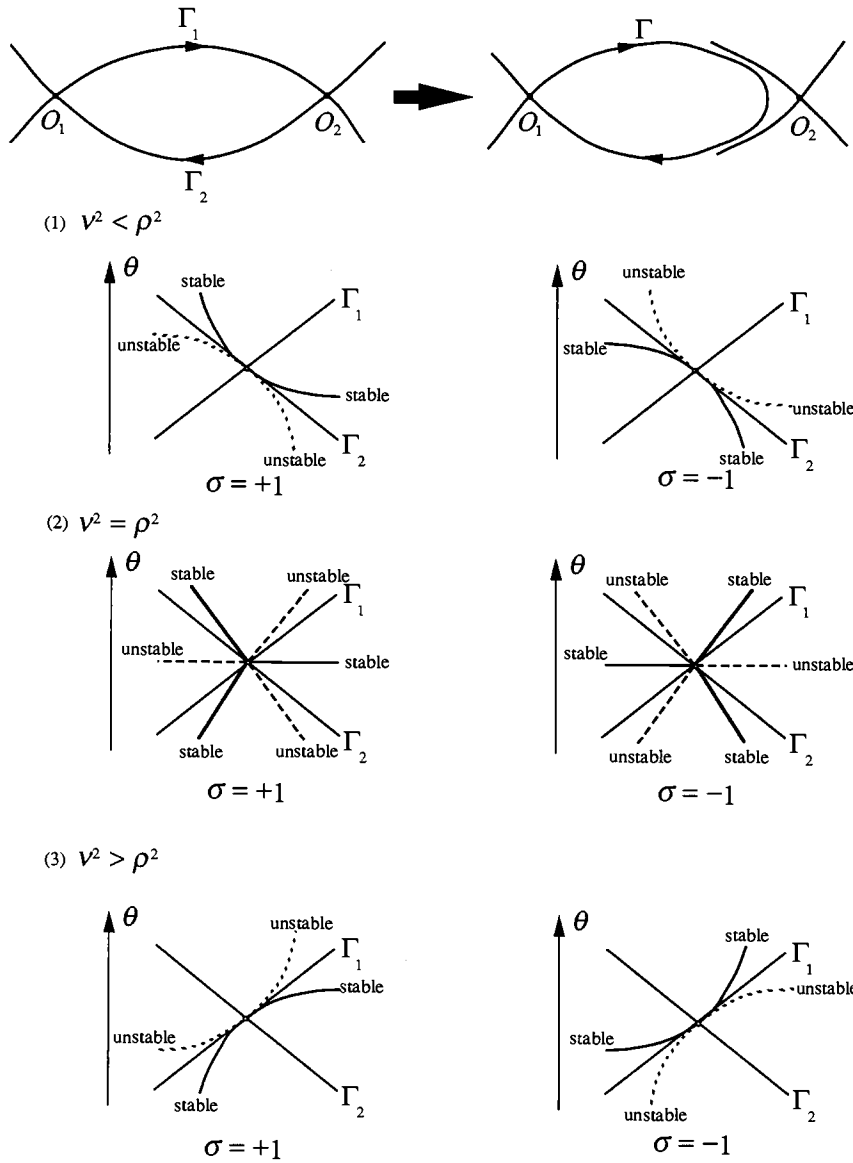 Γ₁ Γ
O₁ O₂ O₁ O₂
Γ₂
(1) ν² < ρ²
θ stable Γ₁ θ unstable Γ₁
unstable stable stable unstable
unstable Γ₂ stable Γ₂
σ = +1 σ = −1
(2) ν² = ρ²
θ stable unstable Γ₁ θ unstable stable Γ₁
unstable stable stable unstable
stable unstable Γ₂ unstable stable Γ₂
σ = +1 σ = −1
(3) ν² > ρ²
θ unstable Γ₁ θ stable Γ₁
stable unstable
unstable stable
stable Γ₂ unstable Γ₂
σ = +1 σ = −1